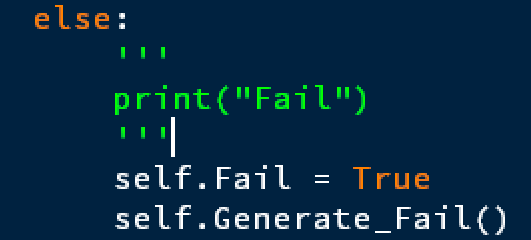 else:
'''
print("Fail")
'''
self.Fail = True
self.Generate_Fail()